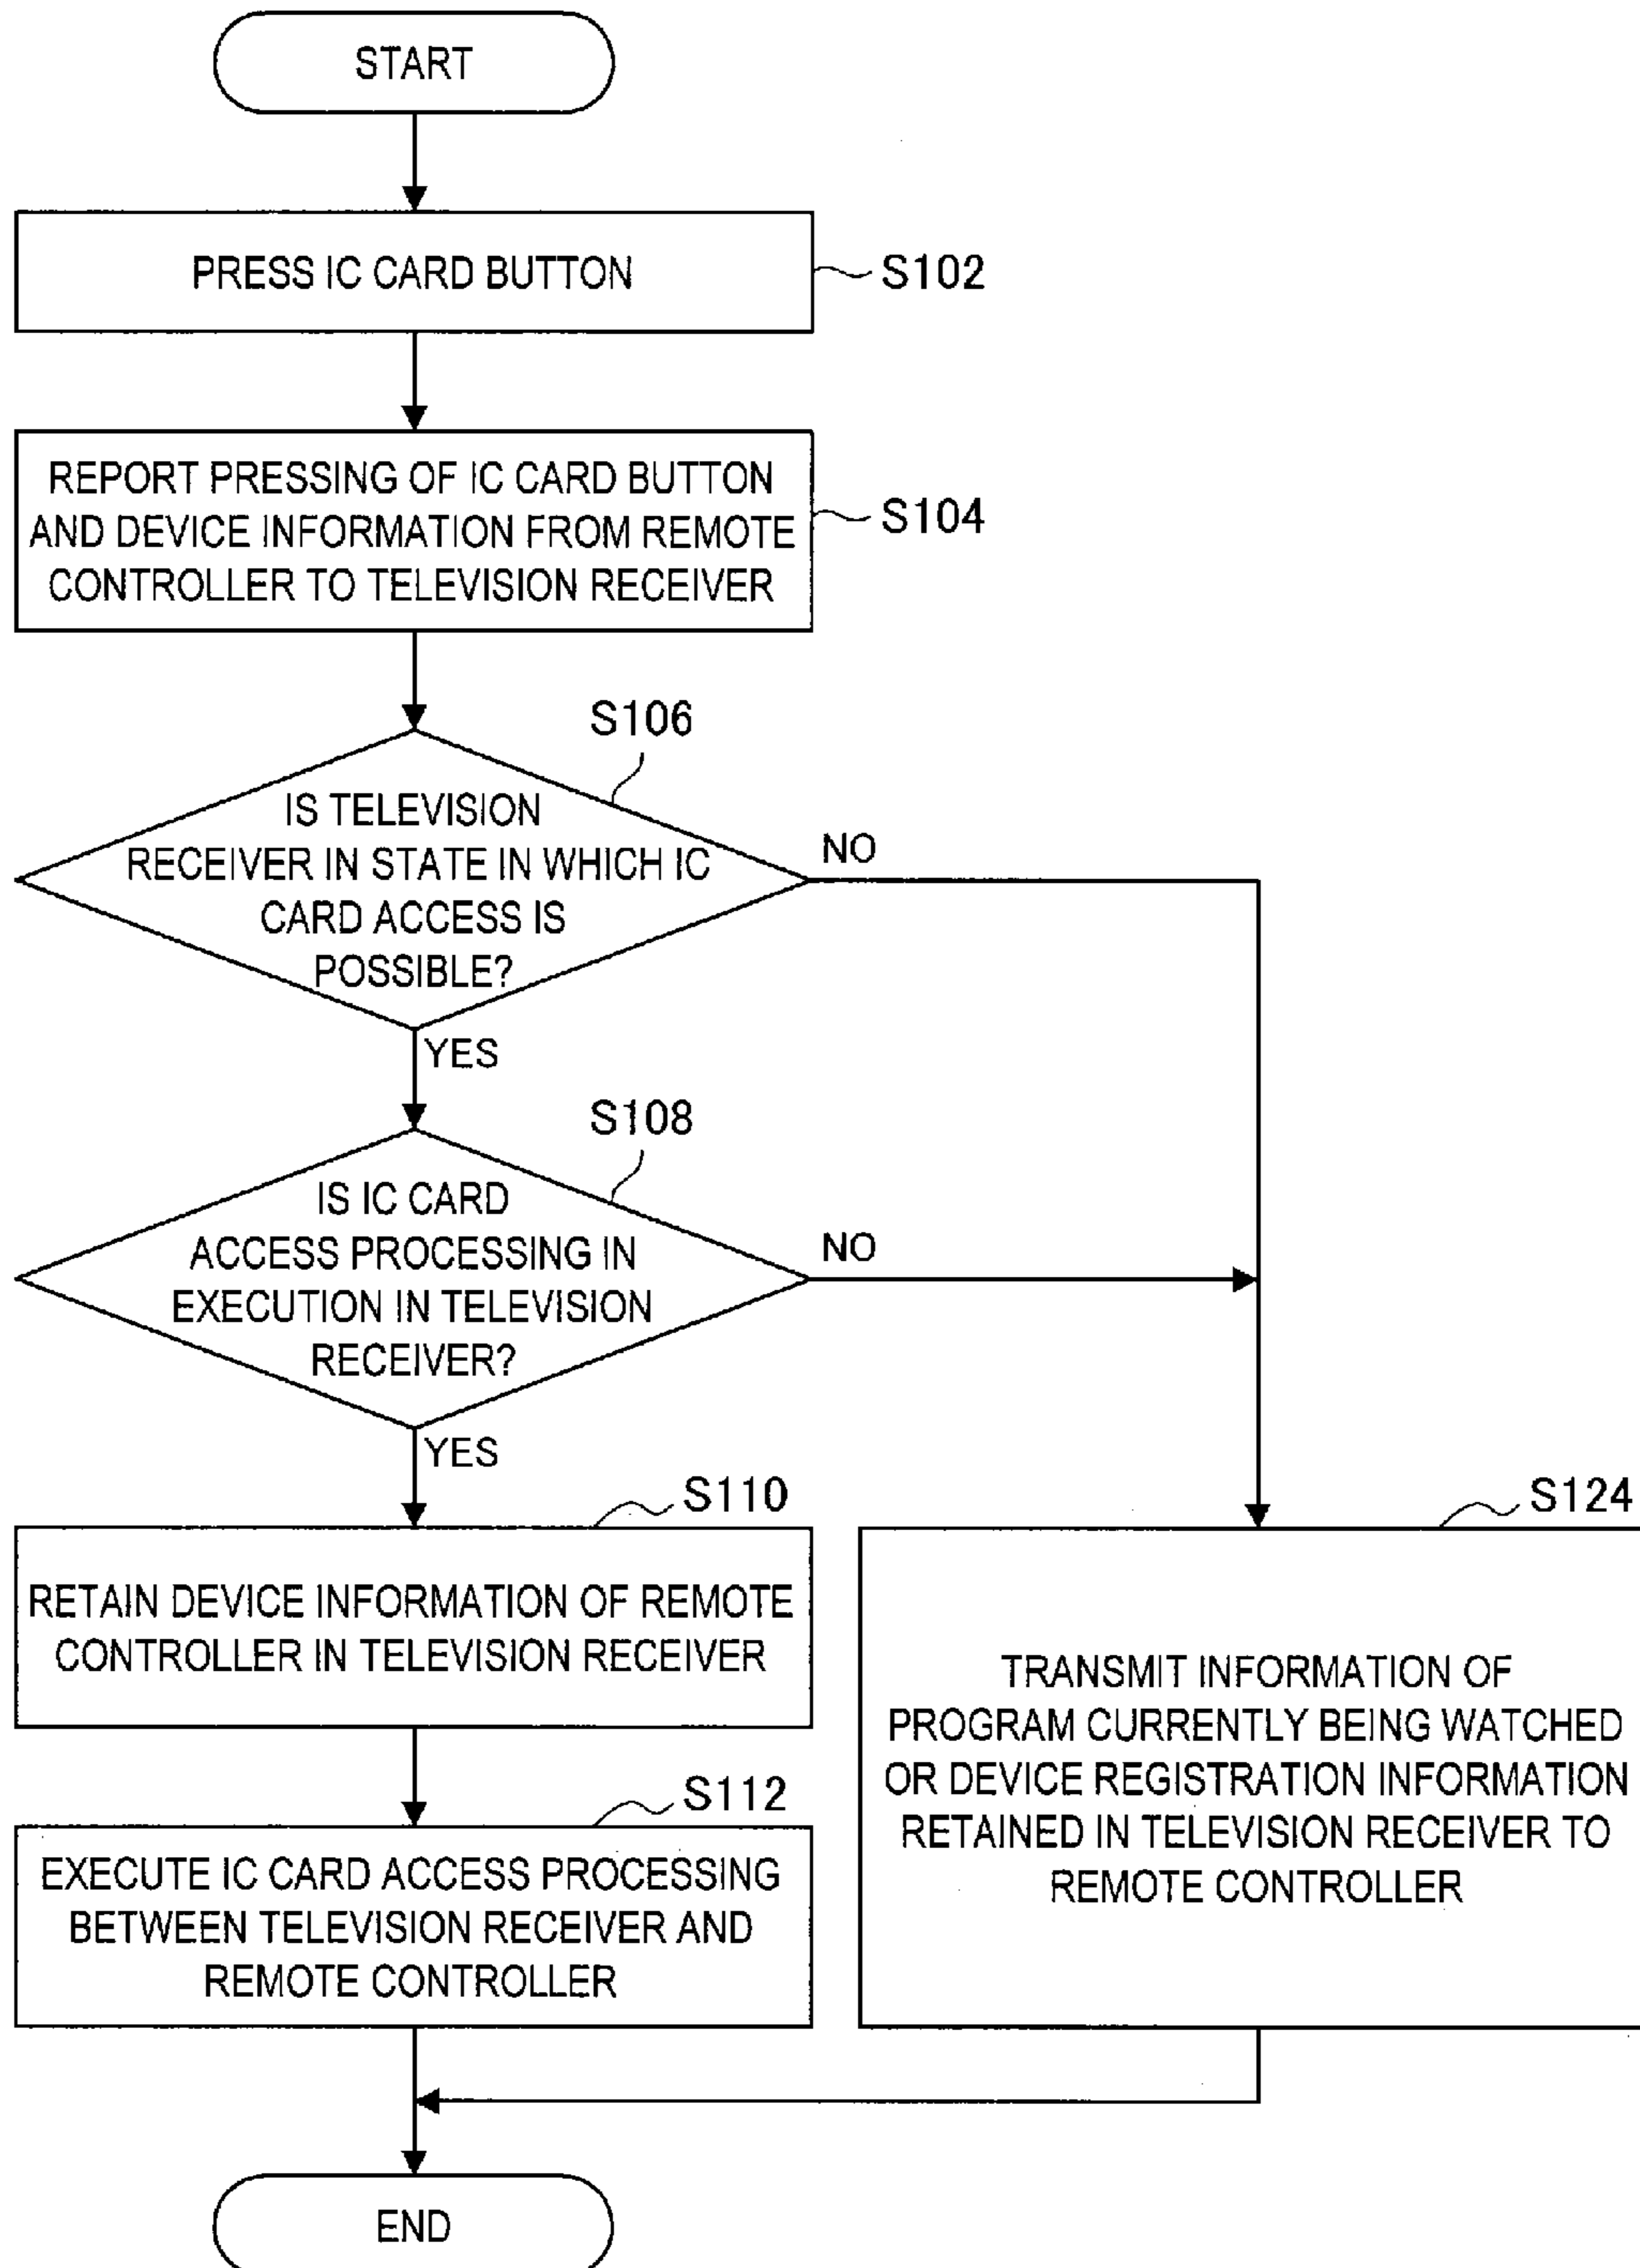 START
PRESS IC CARD BUTTON
S102
REPORT PRESSING OF IC CARD BUTTON
AND DEVICE INFORMATION FROM REMOTE
CONTROLLER TO TELEVISION RECEIVER
S104
S106
IS TELEVISION
RECEIVER IN STATE IN WHICH IC
CARD ACCESS IS
POSSIBLE?
NO
YES
S108
IS IC CARD
ACCESS PROCESSING IN
EXECUTION IN TELEVISION
RECEIVER?
NO
YES
S110
RETAIN DEVICE INFORMATION OF REMOTE
CONTROLLER IN TELEVISION RECEIVER
S112
EXECUTE IC CARD ACCESS PROCESSING
BETWEEN TELEVISION RECEIVER AND
REMOTE CONTROLLER
S124
TRANSMIT INFORMATION OF
PROGRAM CURRENTLY BEING WATCHED
OR DEVICE REGISTRATION INFORMATION
RETAINED IN TELEVISION RECEIVER TO
REMOTE CONTROLLER
END